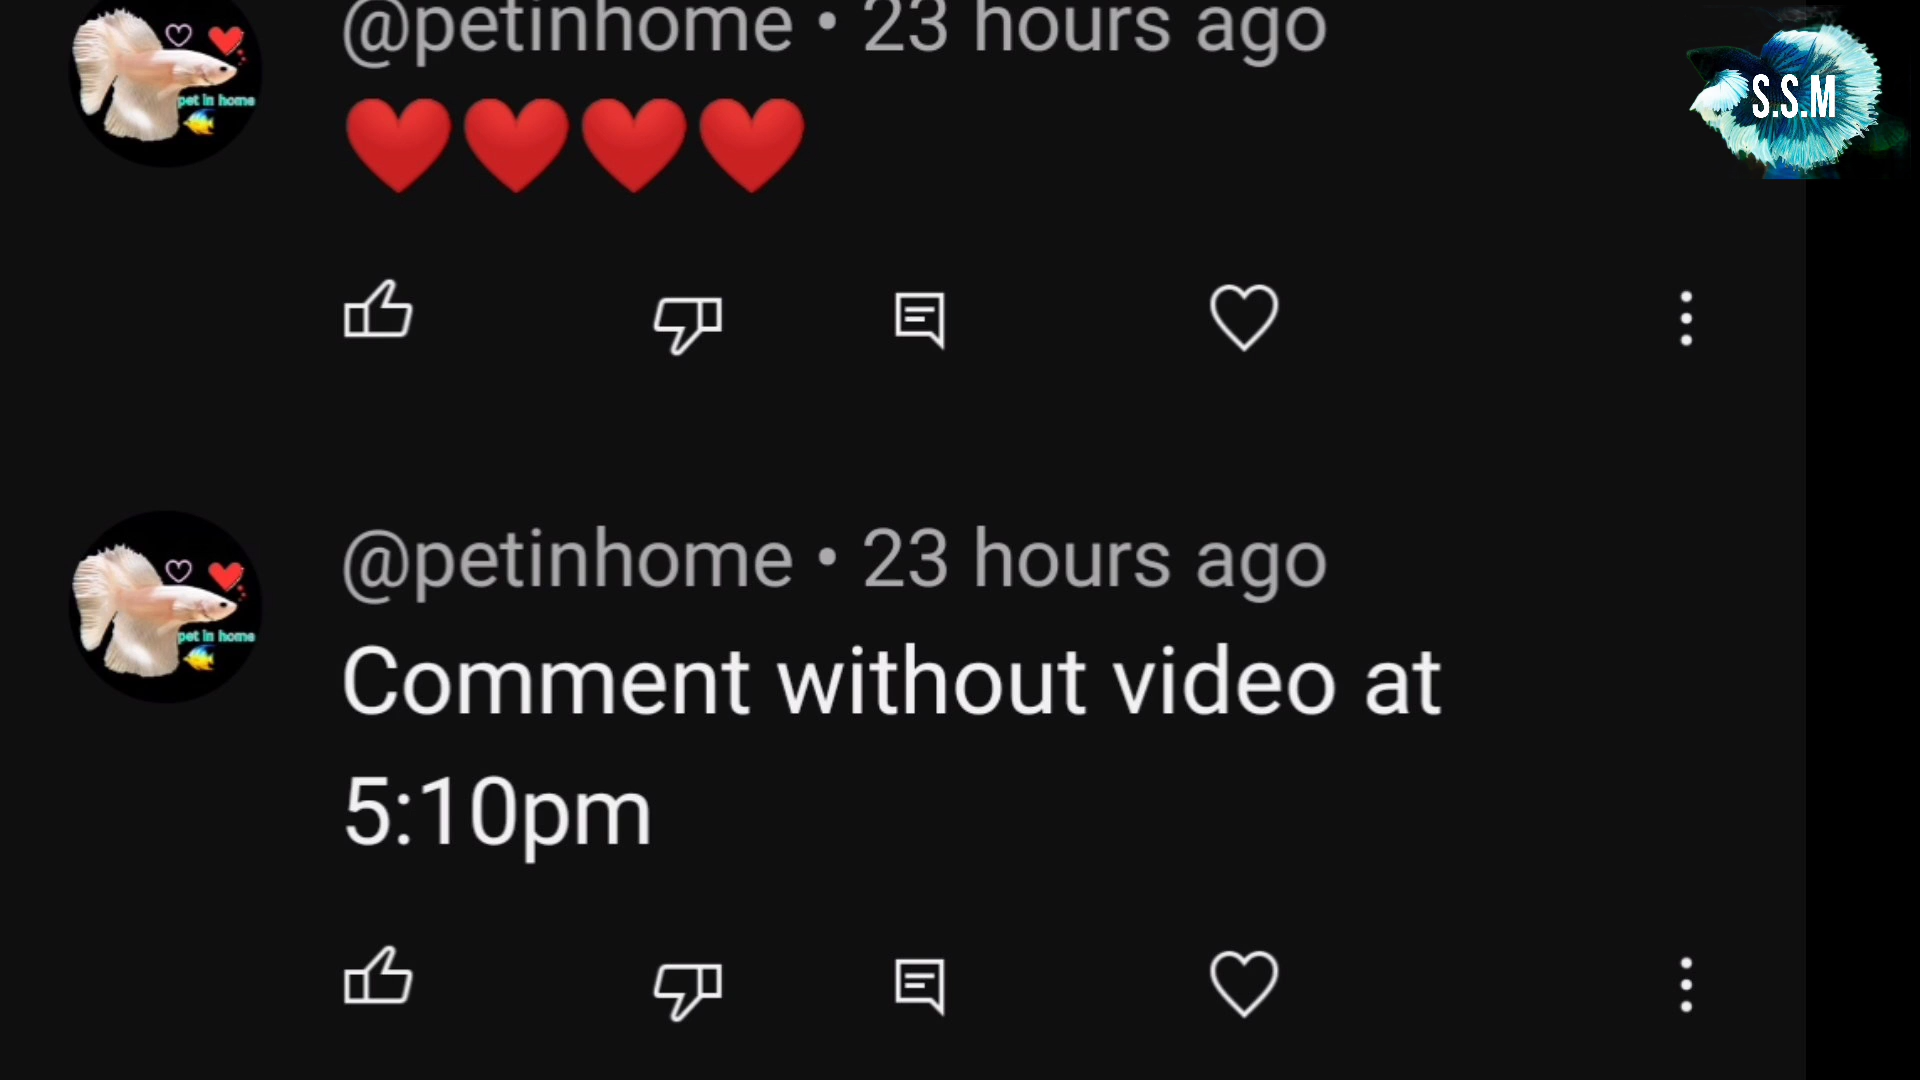 @petinhome • 23 hours ago
❤️❤️❤️❤️
pet in home
S.S.M
@petinhome • 23 hours ago
pet in home
Comment without video at
5:10pm